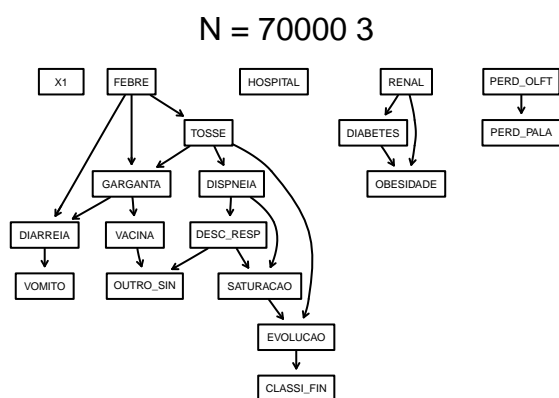 N = 70000 3
X1 FEBRE HOSPITAL RENAL PERD_OLFT
TOSSE DIABETES PERD_PALA
GARGANTA DISPNEIA OBESIDADE
DIARREIA VACINA DESC_RESP
VOMITO OUTRO_SIN SATURACAO
EVOLUCAO
CLASSI_FIN